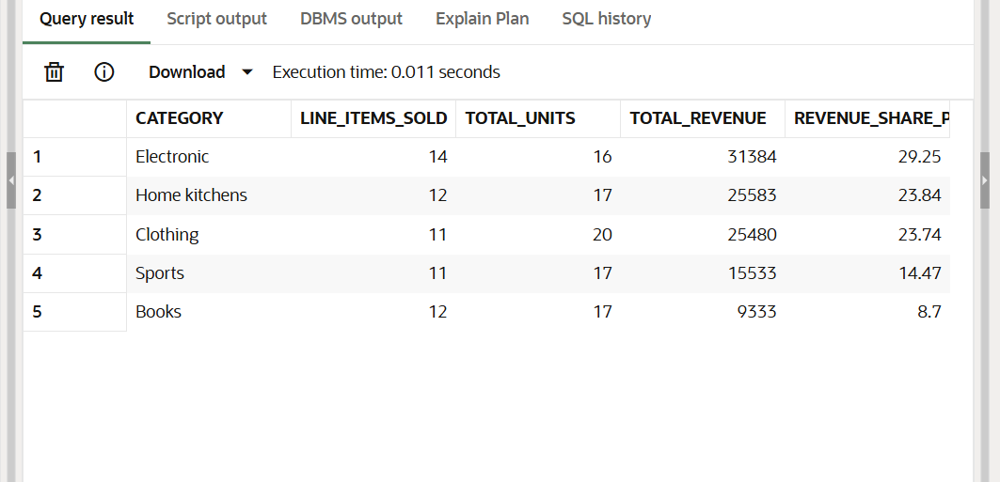 Query result Script output DBMS output Explain Plan SQL history
Download Execution time: 0.011 seconds
CATEGORY LINE_ITEMS_SOLD TOTAL_UNITS TOTAL_REVENUE REVENUE_SHARE_P
1 Electronic 14 16 31384 29.25
2 Home kitchens 12 17 25583 23.84
3 Clothing 11 20 25480 23.74
4 Sports 11 17 15533 14.47
5 Books 12 17 9333 8.7